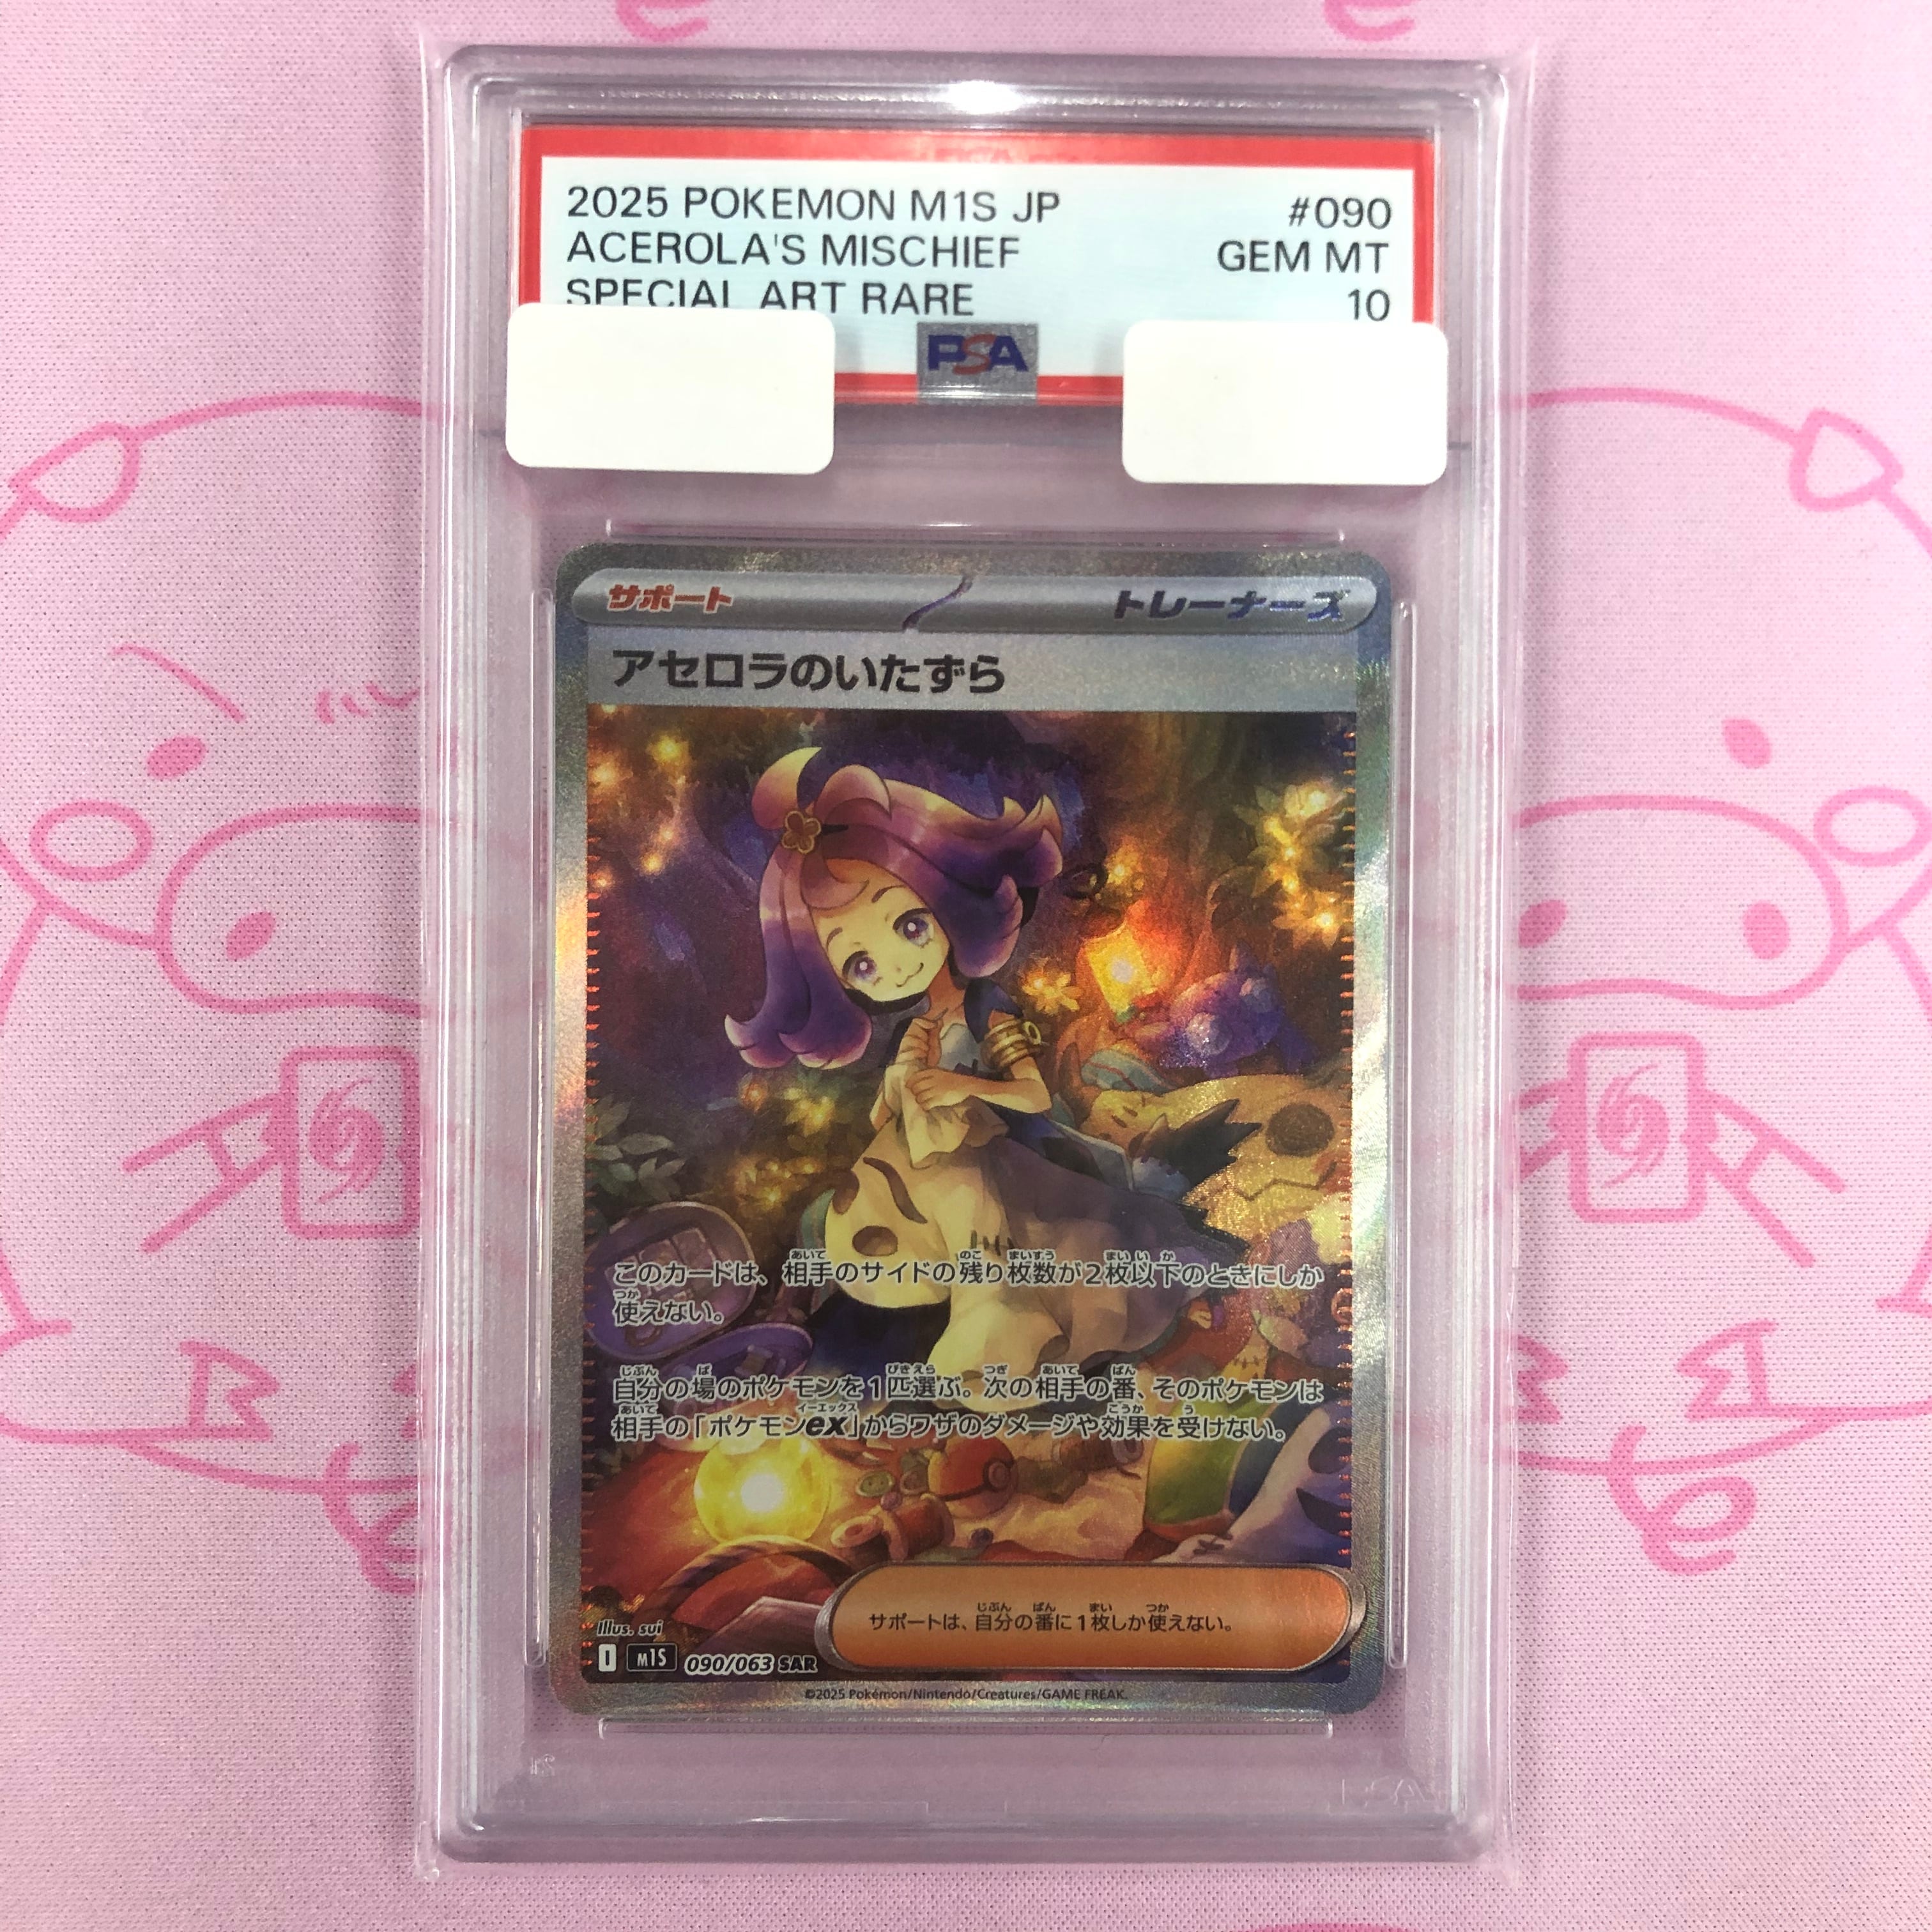 2025 POKEMON M1S JP #090
ACEROLA'S MISCHIEF GEM MT
SPECIAL ART RARE 10
PSA
サポート トレーナーズ
アセロラのいたずら
このカードは、相手のサイドの残り枚数が2枚以下のときにしか
使えない。
自分の場のポケモンを1匹選ぶ。次の相手の番、そのポケモンは
相手の「ポケモンex」からワザのダメージや効果を受けない。
サポートは、自分の番に1枚しか使えない。
Illus. sui
I m1S 090/063 SAR
©2025 Pokémon/Nintendo/Creatures/GAME FREAK.